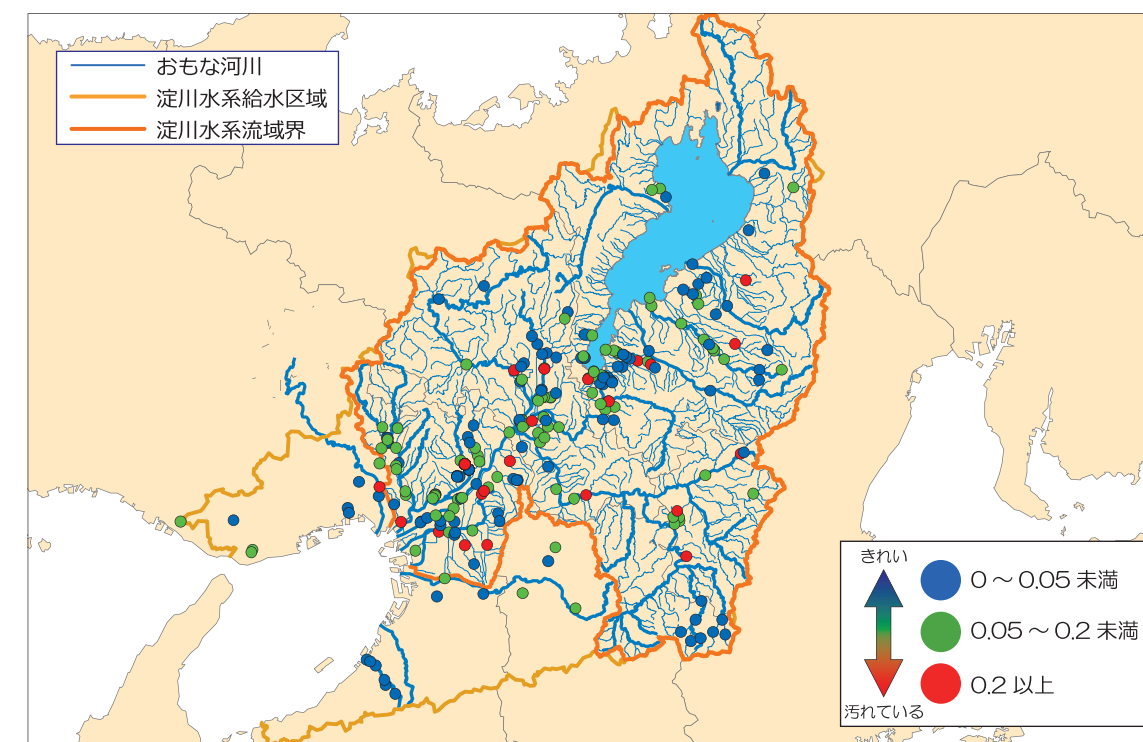 おもな河川
淀川水系給水区域
淀川水系流域界
きれい
0～0.05 未満
0.05～0.2 未満
0.2 以上
汚れている